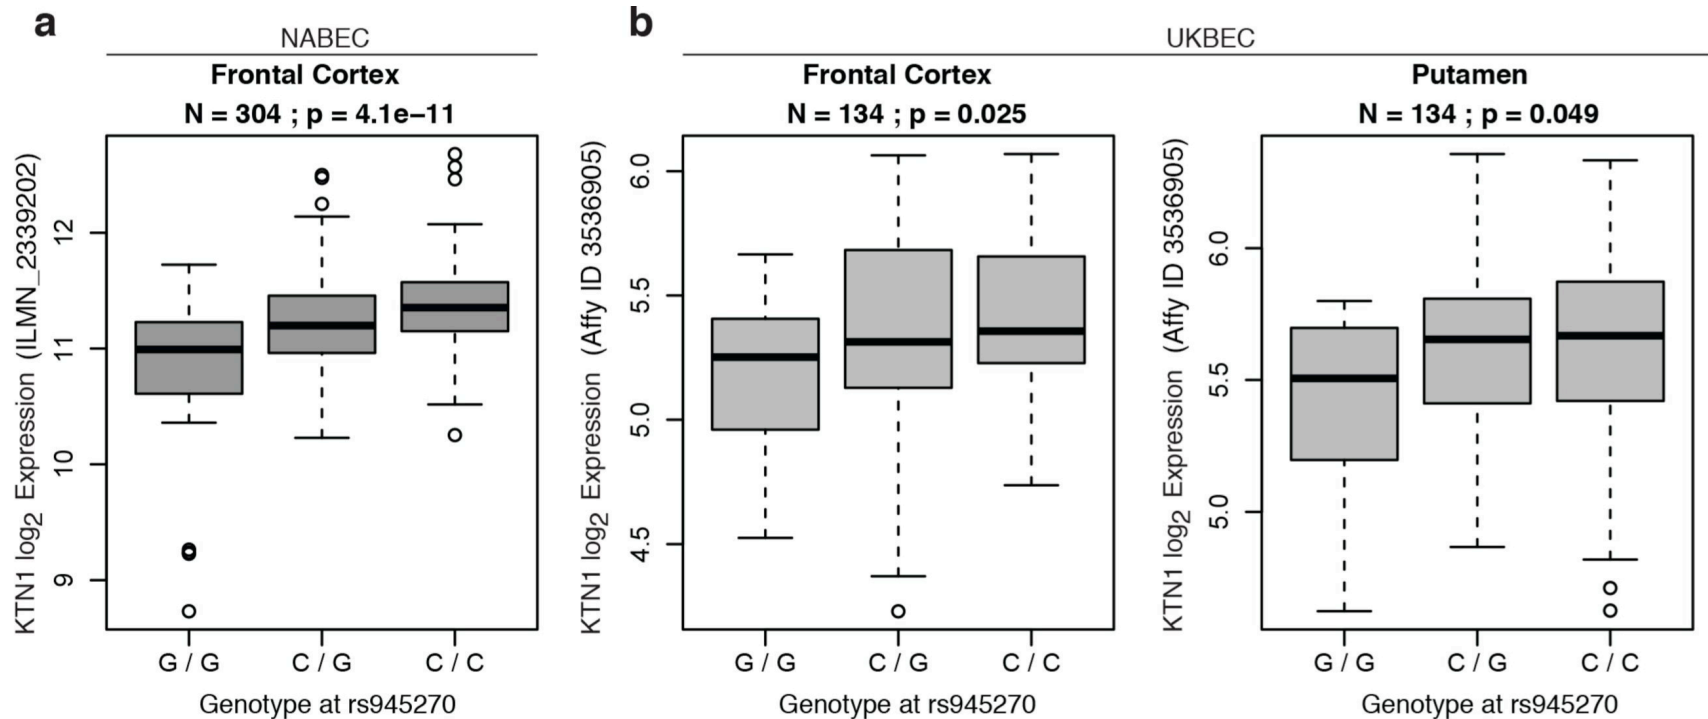 a
NABEC
Frontal Cortex
N = 304 ; p = 4.1e−11
KTN1 log2 Expression (ILMN_2339202)
12
11
10
9
G / G
C / G
C / C
Genotype at rs945270
b
UKBEC
Frontal Cortex
N = 134 ; p = 0.025
KTN1 log2 Expression (Affy ID 3536905)
6.0
5.5
5.0
4.5
G / G
C / G
C / C
Genotype at rs945270
Putamen
N = 134 ; p = 0.049
KTN1 log2 Expression (Affy ID 3536905)
6.0
5.5
5.0
G / G
C / G
C / C
Genotype at rs945270